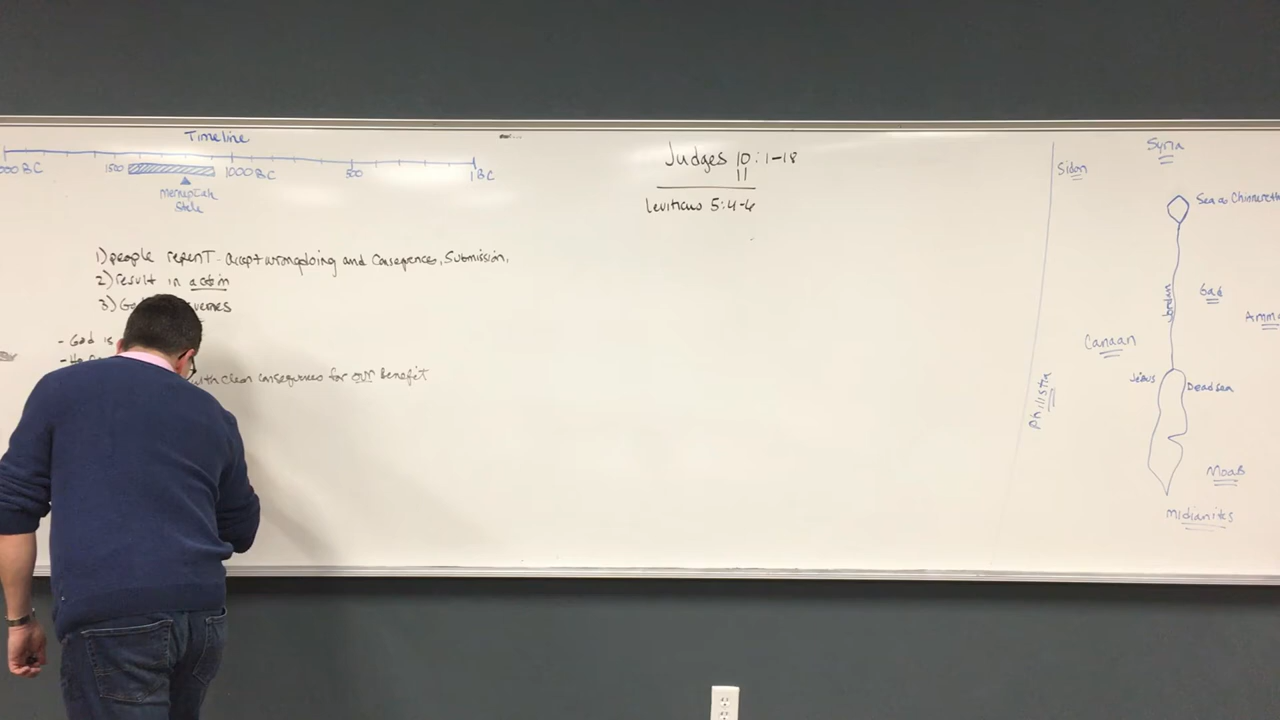 Timeline
000 BC 1500 1000 BC 500 1 BC
Merneptah
Stele
1) people repent - accept wrongdoing and consequence, submission,
2) result in action
3) God
- God is
- He
with clear consequences for our benefit
Judges 10:1-18
11
Leviticus 5:4-6
Syria
Sidon
Sea of Chinnereth
Jordan
Gad
Ammo
Canaan
Jebus
Dead Sea
Philistia
Moab
Midianites